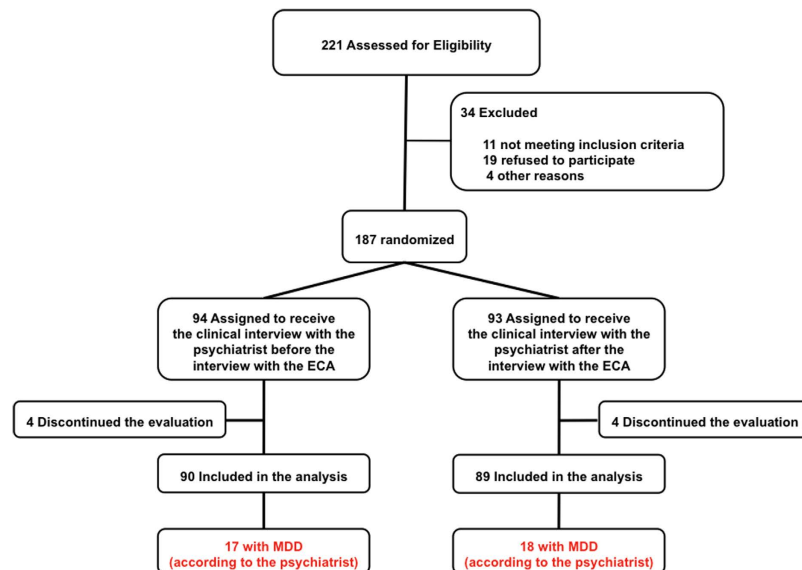 221 Assessed for Eligibility
34 Excluded
11 not meeting inclusion criteria
19 refused to participate
4 other reasons
187 randomized
94 Assigned to receive
the clinical interview with the
psychiatrist before the
interview with the ECA
93 Assigned to receive
the clinical interview with the
psychiatrist after the
interview with the ECA
4 Discontinued the evaluation
4 Discontinued the evaluation
90 Included in the analysis
89 Included in the analysis
17 with MDD
(according to the psychiatrist)
18 with MDD
(according to the psychiatrist)